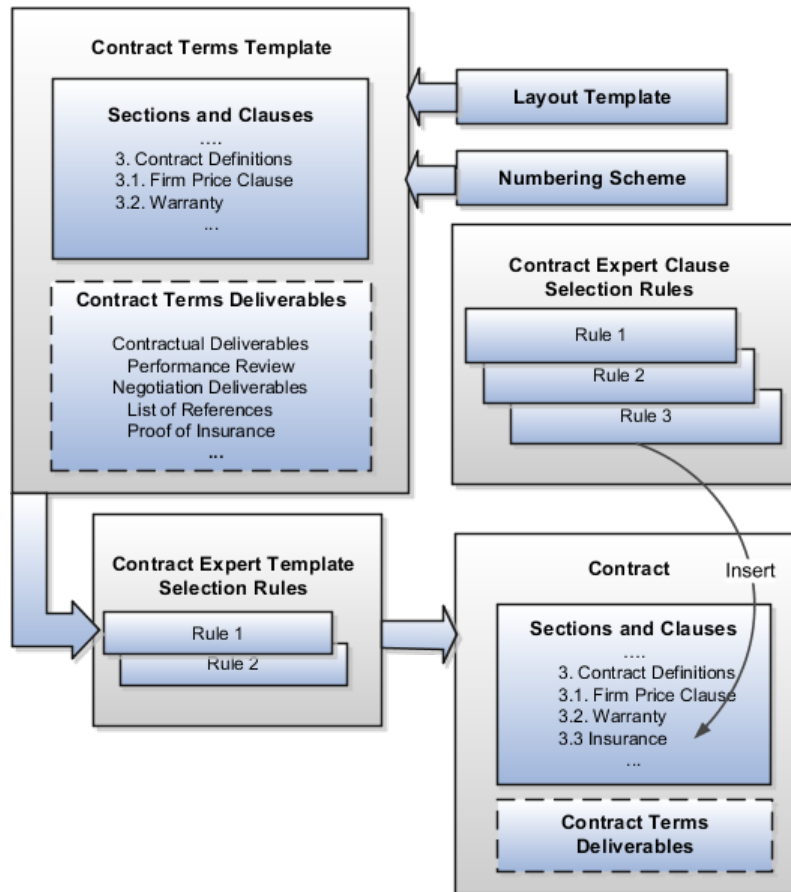 Contract Terms Template
Sections and Clauses
....
3. Contract Definitions
3.1. Firm Price Clause
3.2. Warranty
...
Contract Terms Deliverables
Contractual Deliverables
Performance Review
Negotiation Deliverables
List of References
Proof of Insurance
...
Layout Template
Numbering Scheme
Contract Expert Clause
Selection Rules
Rule 1
Rule 2
Rule 3
Contract Expert Template
Selection Rules
Rule 1
Rule 2
Insert
Contract
Sections and Clauses
....
3. Contract Definitions
3.1. Firm Price Clause
3.2. Warranty
3.3 Insurance
...
Contract Terms
Deliverables